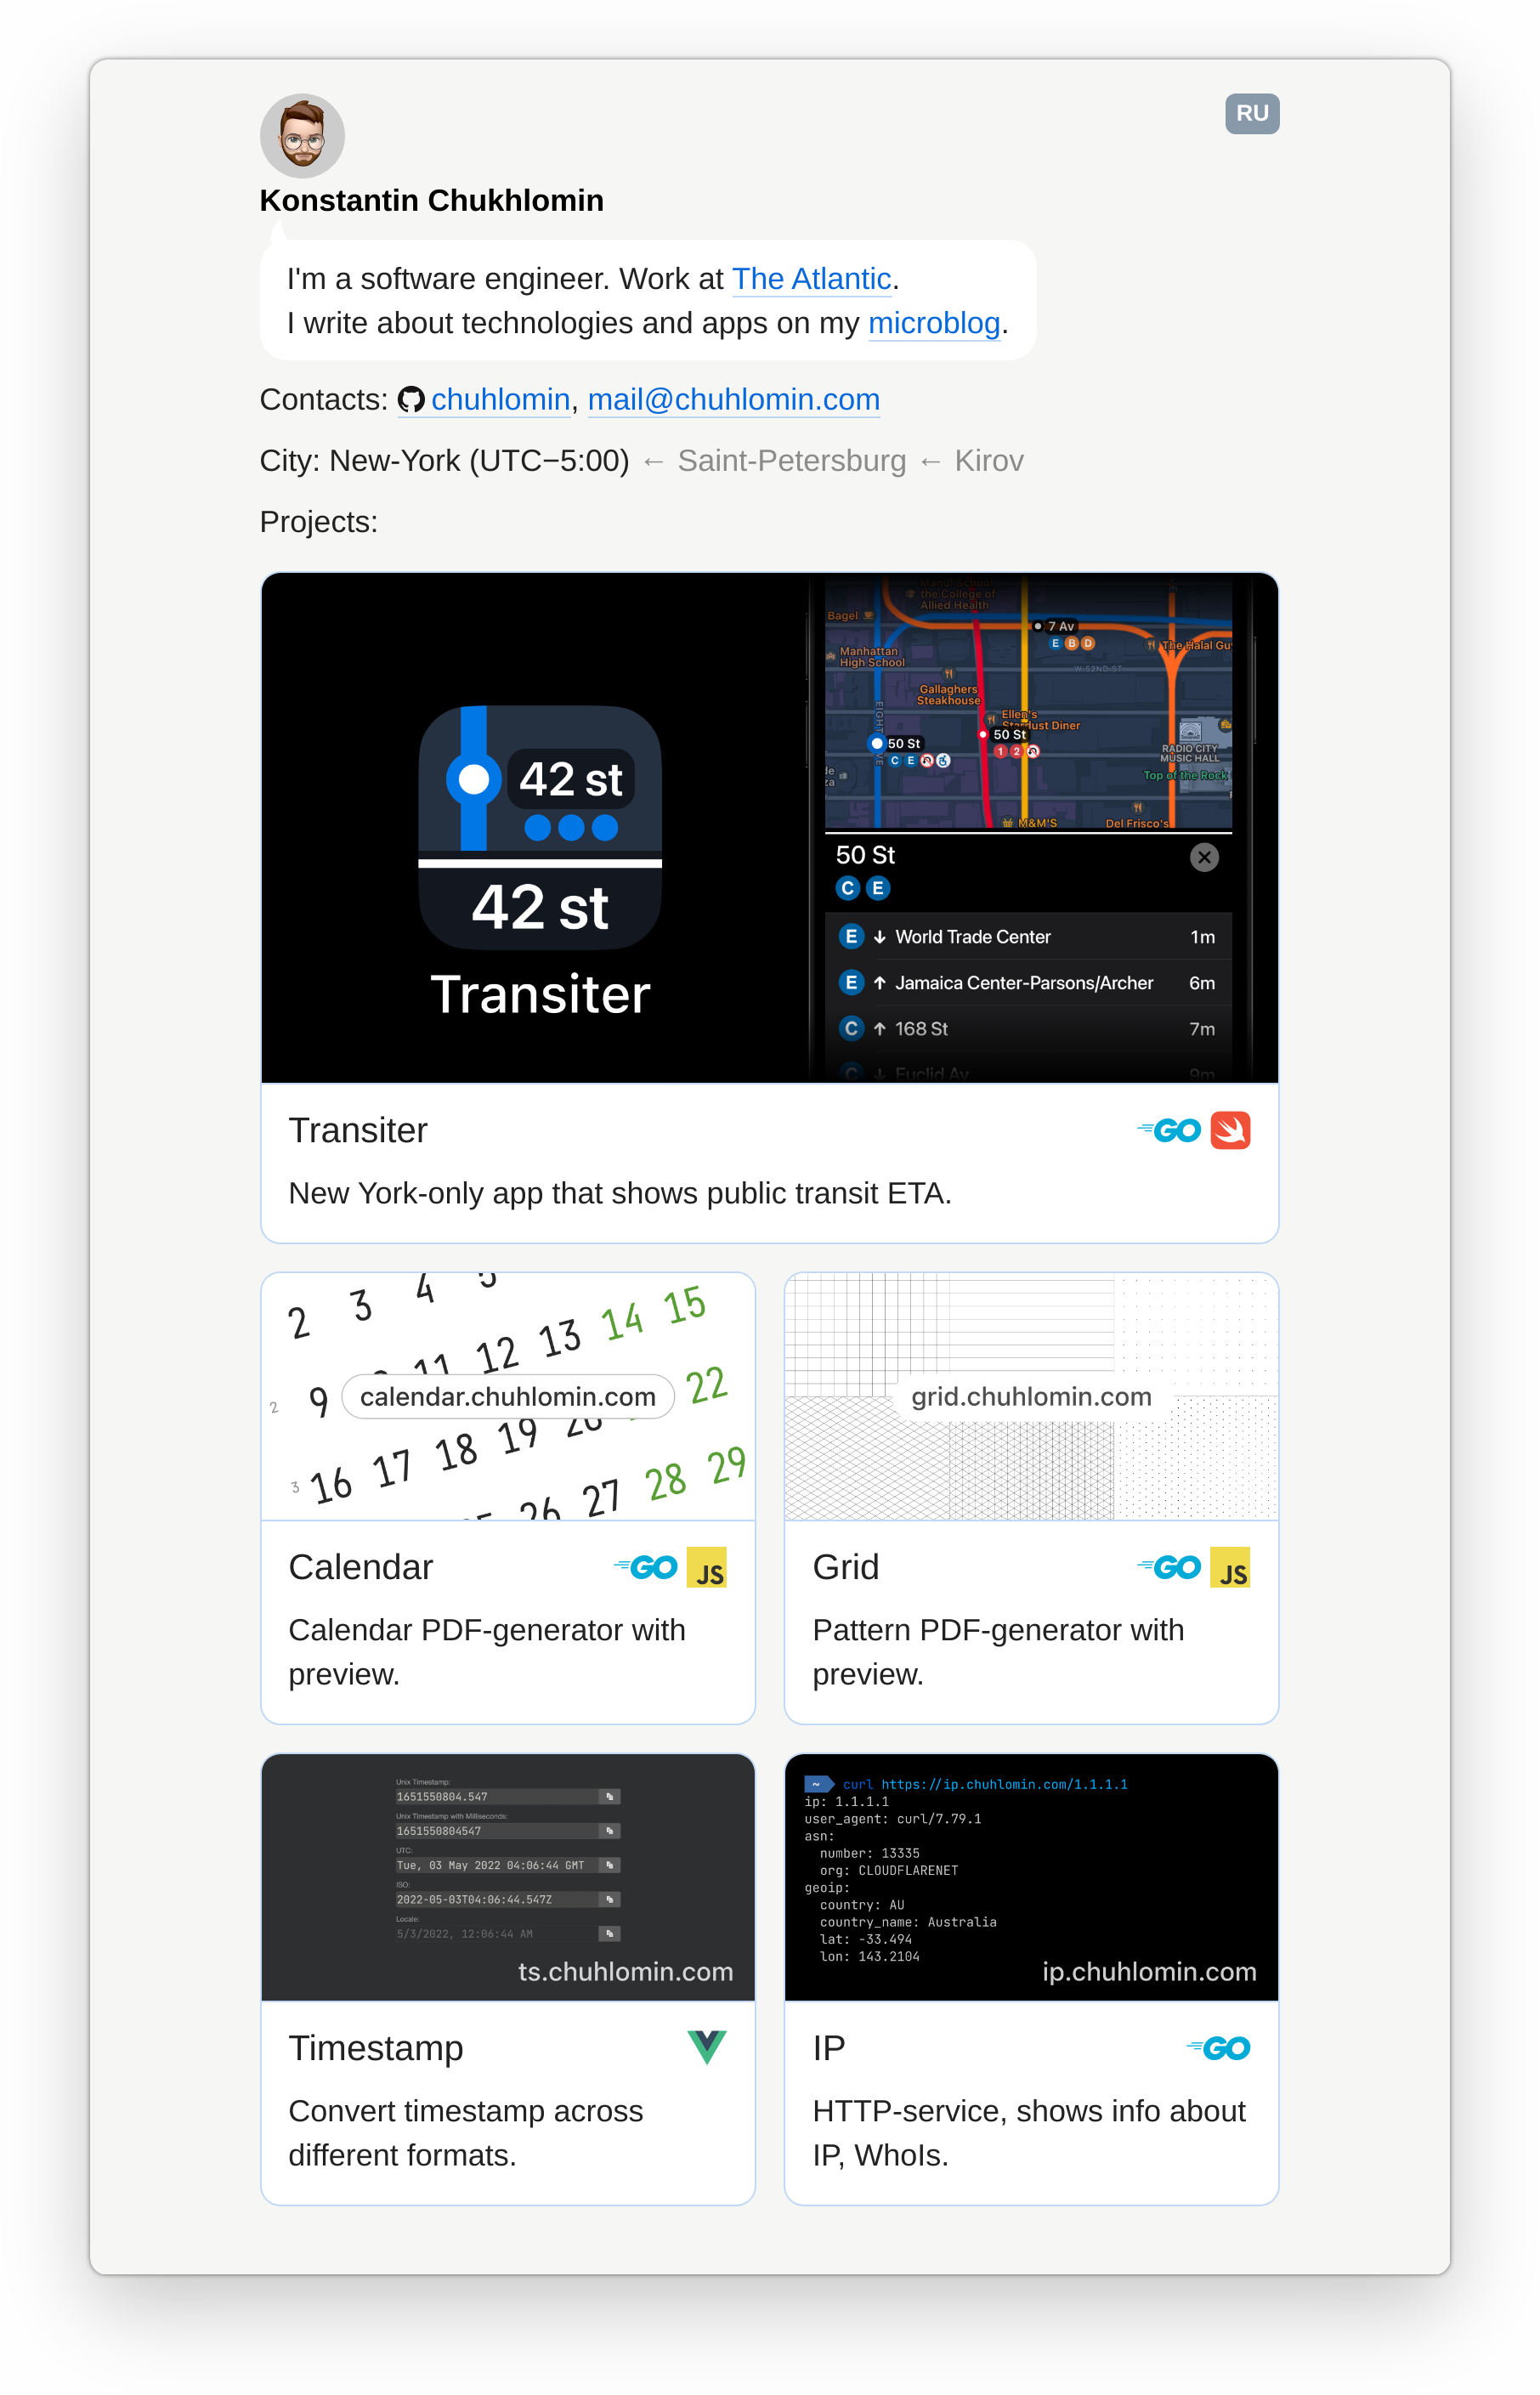 RU
Konstantin Chukhlomin
I'm a software engineer. Work at The Atlantic.
I write about technologies and apps on my microblog.
Contacts: chuhlomin, mail@chuhlomin.com
City: New-York (UTC−5:00) ← Saint-Petersburg ← Kirov
Projects:
42 st
42 st
Transiter
Mandl School
the College of
Allied Health
Bagel
7 Av
E B D
The Halal Gu
Manhattan
High School
W 52ND ST
Gallaghers
Steakhouse
Ellen's
Stardust Diner
50 St
C E
50 St
1 2
RADIO CITY
MUSIC HALL
Top of the Rock
M&M'S
Del Frisco's
50 St
C E
E ↓ World Trade Center 1m
E ↑ Jamaica Center-Parsons/Archer 6m
C ↑ 168 St 7m
C ↓ Euclid Av 9m
Transiter
GO
New York-only app that shows public transit ETA.
2 3 4 5
11 12 13 14 15
2 9 22
calendar.chuhlomin.com
3 16 17 18 19 20
26 27 28 29
grid.chuhlomin.com
Calendar
GO JS
Calendar PDF-generator with
preview.
Grid
GO JS
Pattern PDF-generator with
preview.
Unix Timestamp:
1651550804.547
Unix Timestamp with Milliseconds:
1651550804547
UTC:
Tue, 03 May 2022 04:06:44 GMT
ISO:
2022-05-03T04:06:44.547Z
Locale:
5/3/2022, 12:06:44 AM
ts.chuhlomin.com
~ curl https://ip.chuhlomin.com/1.1.1.1
ip: 1.1.1.1
user_agent: curl/7.79.1
asn:
number: 13335
org: CLOUDFLARENET
geoip:
country: AU
country_name: Australia
lat: -33.494
lon: 143.2104
ip.chuhlomin.com
Timestamp
Convert timestamp across
different formats.
IP
GO
HTTP-service, shows info about
IP, WhoIs.